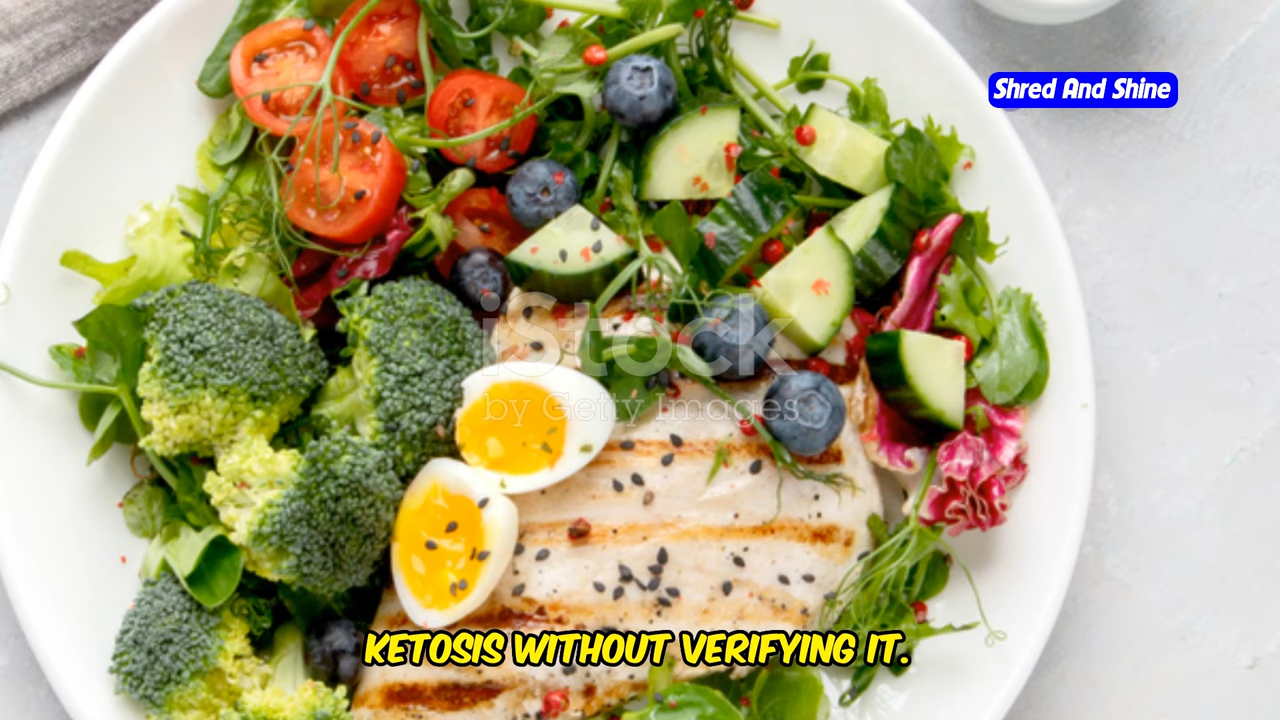 Shred And Shine
iStock
by Getty Images
KETOSIS WITHOUT VERIFYING IT.